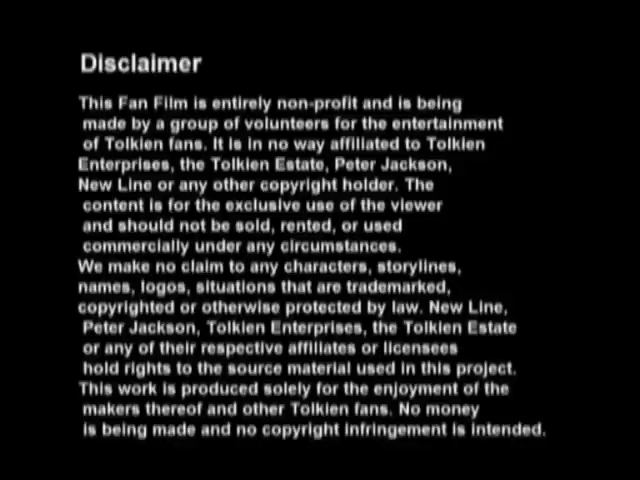 Disclaimer
This Fan Film is entirely non-profit and is being
made by a group of volunteers for the entertainment
of Tolkien fans. It is in no way affiliated to Tolkien
Enterprises, the Tolkien Estate, Peter Jackson,
New Line or any other copyright holder. The
content is for the exclusive use of the viewer
and should not be sold, rented, or used
commercially under any circumstances.
We make no claim to any characters, storylines,
names, logos, situations that are trademarked,
copyrighted or otherwise protected by law. New Line,
Peter Jackson, Tolkien Enterprises, the Tolkien Estate
or any of their respective affiliates or licensees
hold rights to the source material used in this project.
This work is produced solely for the enjoyment of the
makers thereof and other Tolkien fans. No money
is being made and no copyright infringement is intended.